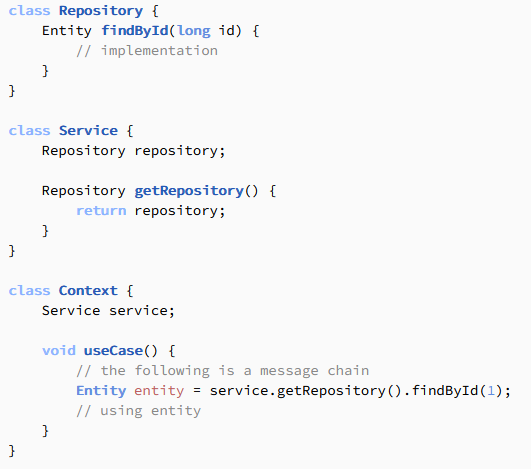 class Repository {
    Entity findById(long id) {
        // implementation
    }
}

class Service {
    Repository repository;

    Repository getRepository() {
        return repository;
    }
}

class Context {
    Service service;

    void useCase() {
        // the following is a message chain
        Entity entity = service.getRepository().findById(1);
        // using entity
    }
}